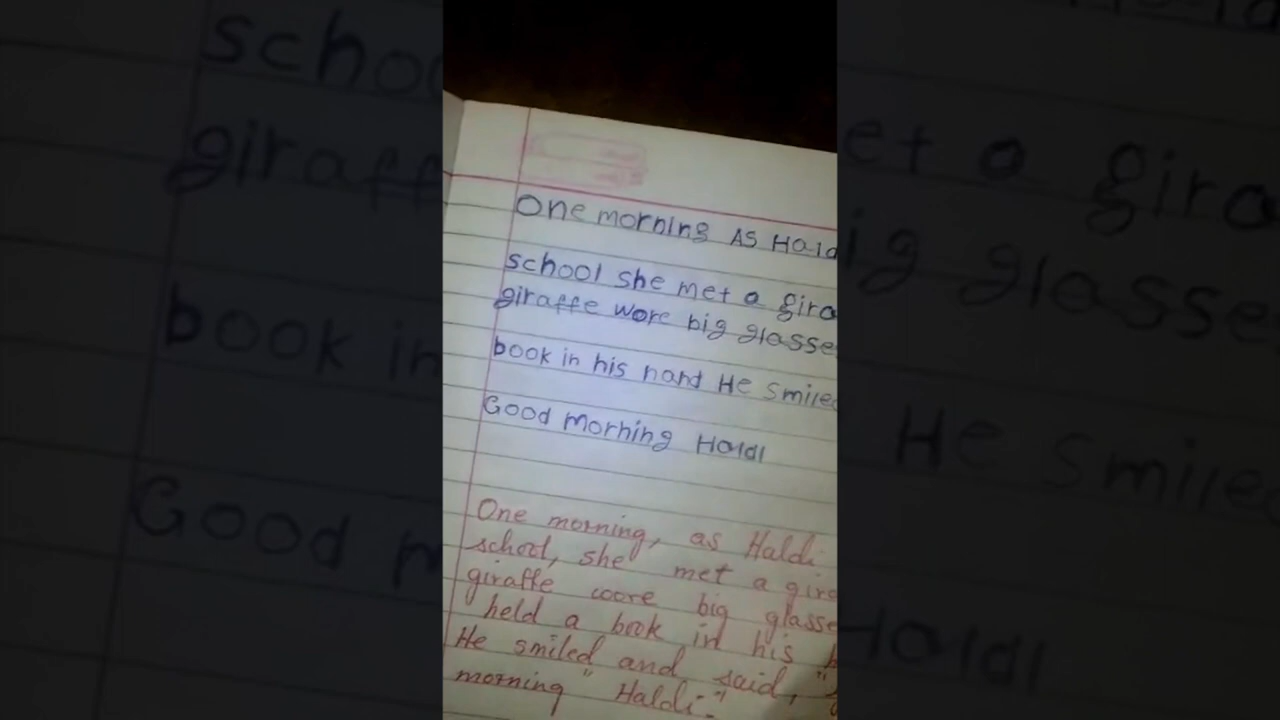 One morning AS Hald
school she met a gira
giraffe wore big glasse
book in his hand He smiled
Good morning Haldi
One morning, as Haldi
school, she met a gira
giraffe wore big glasse
held a book in his h
He smiled and said, "
morning" Haldi."